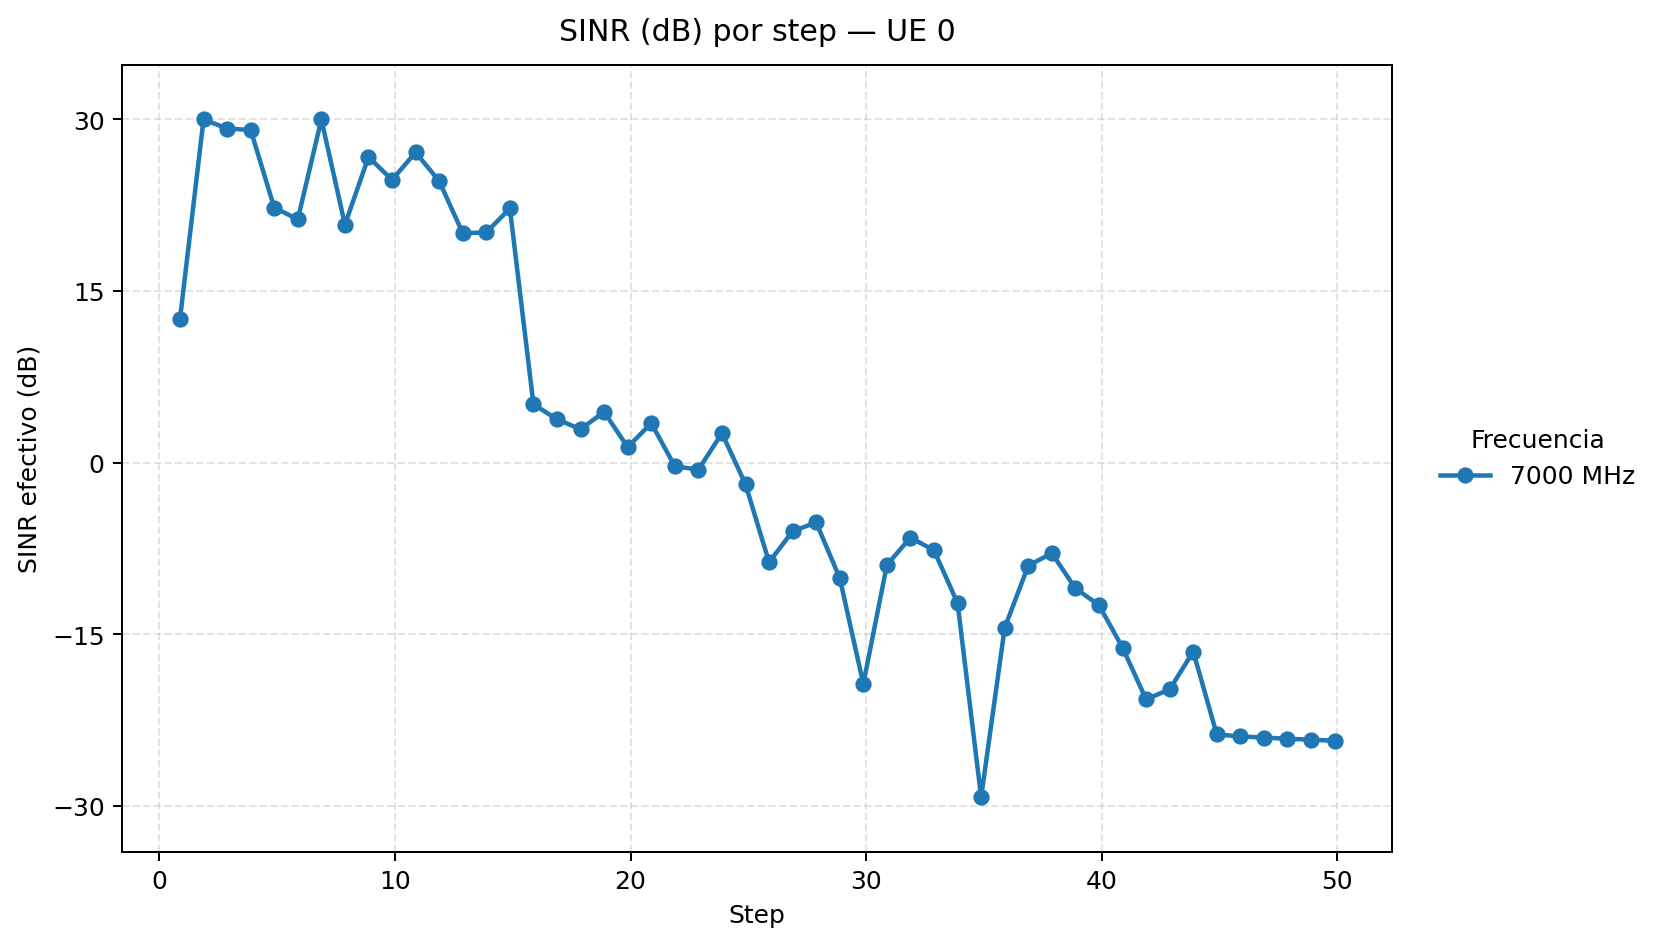 SINR (dB) por step — UE 0
SINR efectivo (dB)
30
15
0
−15
−30
0
10
20
30
40
50
Step
Frecuencia
7000 MHz